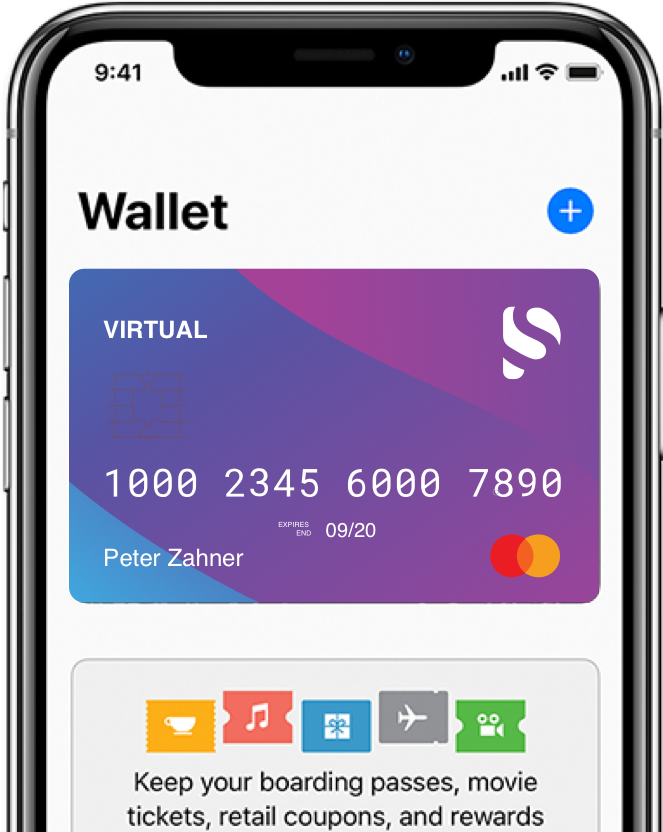 9:41
Wallet
VIRTUAL
1000 2345 6000 7890
EXPIRES
END 09/20
Peter Zahner
Keep your boarding passes, movie
tickets, retail coupons, and rewards